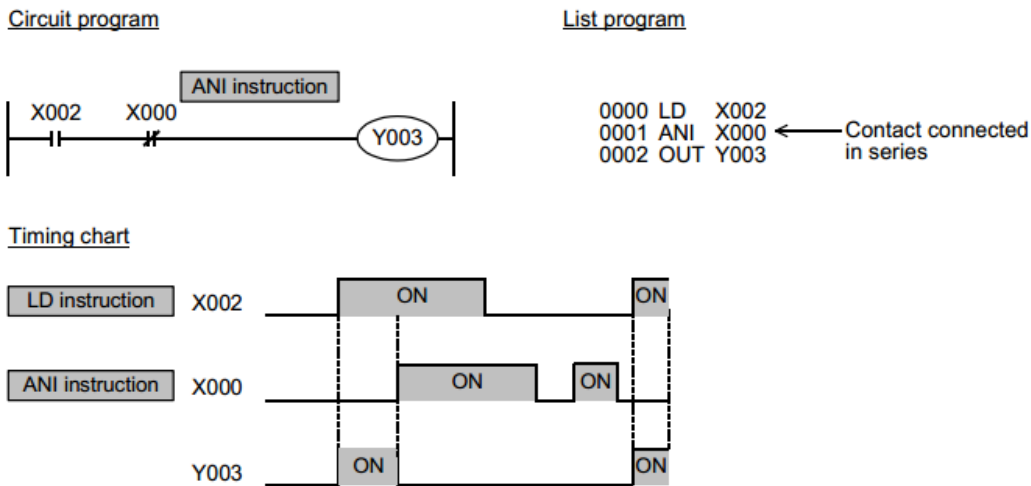 Circuit program
List program
ANI instruction
X002 X000
Y003
0000 LD X002
0001 ANI X000
0002 OUT Y003
Contact connected
in series
Timing chart
LD instruction X002 ON ON
ANI instruction X000 ON ON
Y003 ON ON